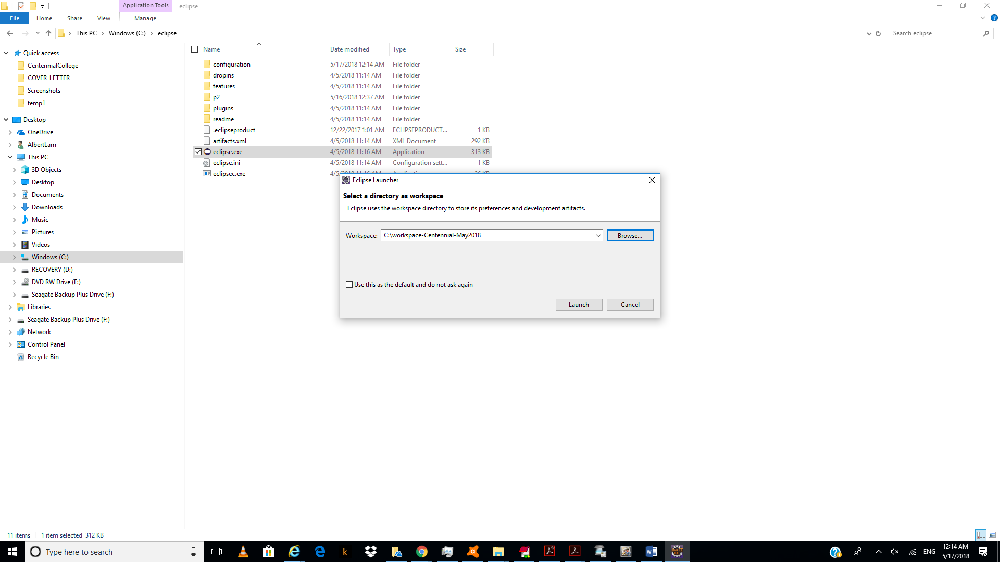 Application Tools
eclipse
File
Home
Share
View
Manage
This PC
Windows (C:)
eclipse
Search eclipse
Quick access
CentennialCollege
COVER_LETTER
Screenshots
temp1
Desktop
OneDrive
AlbertLam
This PC
3D Objects
Desktop
Documents
Downloads
Music
Pictures
Videos
Windows (C:)
RECOVERY (D:)
DVD RW Drive (E:)
Seagate Backup Plus Drive (F:)
Libraries
Seagate Backup Plus Drive (F:)
Network
Control Panel
Recycle Bin
Name Date modified Type Size
configuration 5/17/2018 12:14 AM File folder
dropins 4/5/2018 11:14 AM File folder
features 4/5/2018 11:14 AM File folder
p2 5/16/2018 12:37 AM File folder
plugins 4/5/2018 11:14 AM File folder
readme 4/5/2018 11:14 AM File folder
.eclipseproduct 12/22/2017 1:01 AM ECLIPSEPRODUCT... 1 KB
artifacts.xml 4/5/2018 11:14 AM XML Document 292 KB
eclipse.exe 4/5/2018 11:16 AM Application 313 KB
eclipse.ini 4/5/2018 11:14 AM Configuration sett... 1 KB
eclipsec.exe 4/5/2018 11:16 AM Application 26 KB
Eclipse Launcher
Select a directory as workspace
Eclipse uses the workspace directory to store its preferences and development artifacts.
Workspace: C:\workspace-Centennial-May2018 Browse...
Use this as the default and do not ask again
Launch Cancel
11 items 1 item selected 312 KB
Type here to search
ENG
12:14 AM
5/17/2018